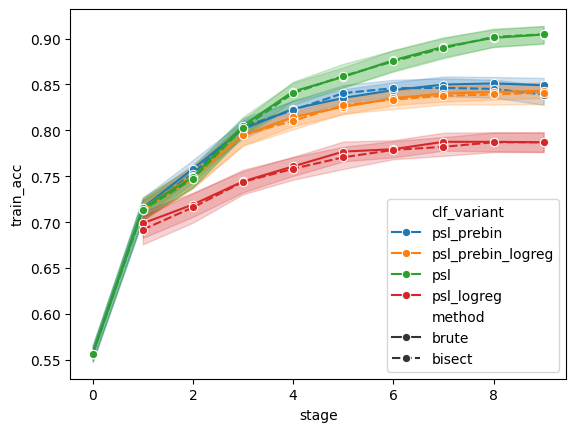 train_acc
0.90
0.85
0.80
0.75
0.70
0.65
0.60
0.55
0
2
4
6
8
stage
clf_variant
psl_prebin
psl_prebin_logreg
psl
psl_logreg
method
brute
bisect